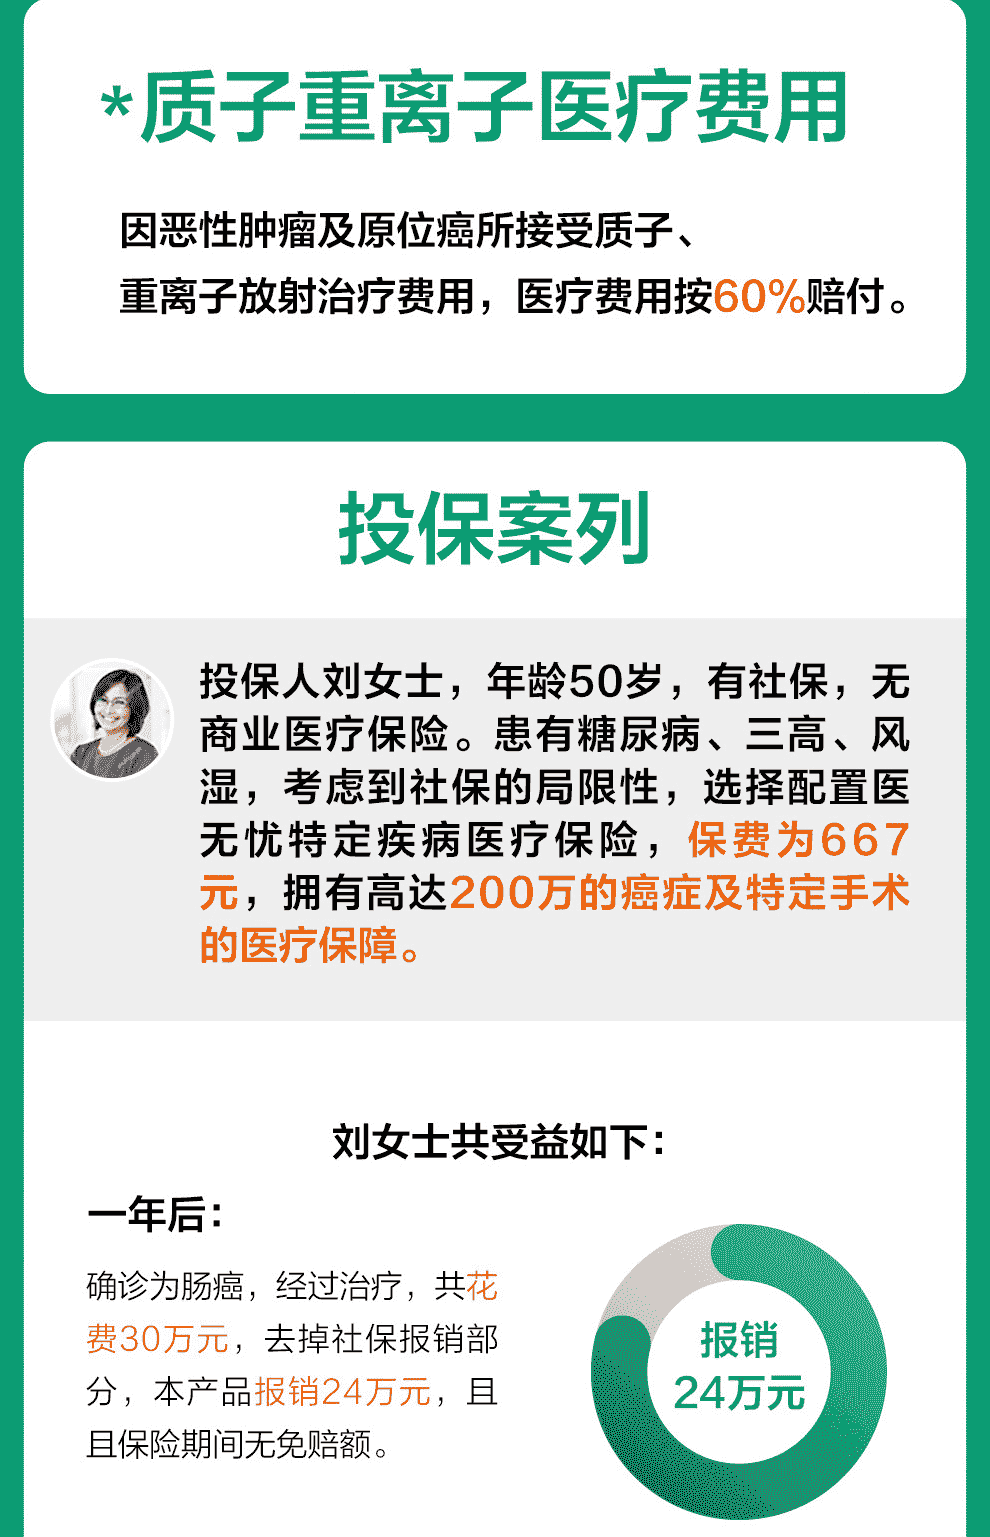 *质子重离子医疗费用
因恶性肿瘤及原位癌所接受质子、
重离子放射治疗费用，医疗费用按60%赔付。
投保案列
投保人刘女士，年龄50岁，有社保，无
商业医疗保险。患有糖尿病、三高、风
湿，考虑到社保的局限性，选择配置医
无忧特定疾病医疗保险，保费为667
元，拥有高达200万的癌症及特定手术
的医疗保障。
刘女士共受益如下：
一年后：
确诊为肠癌，经过治疗，共花
费30万元，去掉社保报销部
分，本产品报销24万元，且
且保险期间无免赔额。
报销
24万元